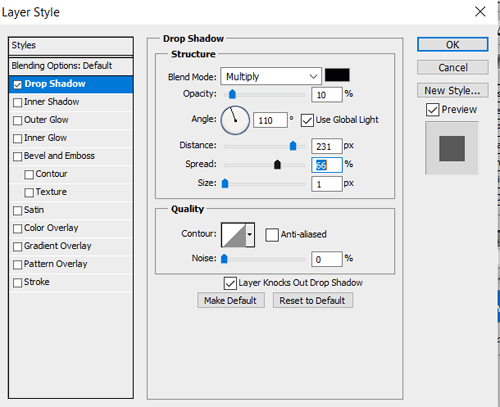 Layer Style
Styles
Blending Options: Default
Drop Shadow
Inner Shadow
Outer Glow
Inner Glow
Bevel and Emboss
Contour
Texture
Satin
Color Overlay
Gradient Overlay
Pattern Overlay
Stroke
Drop Shadow
Structure
Blend Mode: Multiply
Opacity: 10 %
Angle: 110 ° Use Global Light
Distance: 231 px
Spread: 66 %
Size: 1 px
Quality
Contour: Anti-aliased
Noise: 0 %
Layer Knocks Out Drop Shadow
Make Default Reset to Default
OK
Cancel
New Style...
Preview